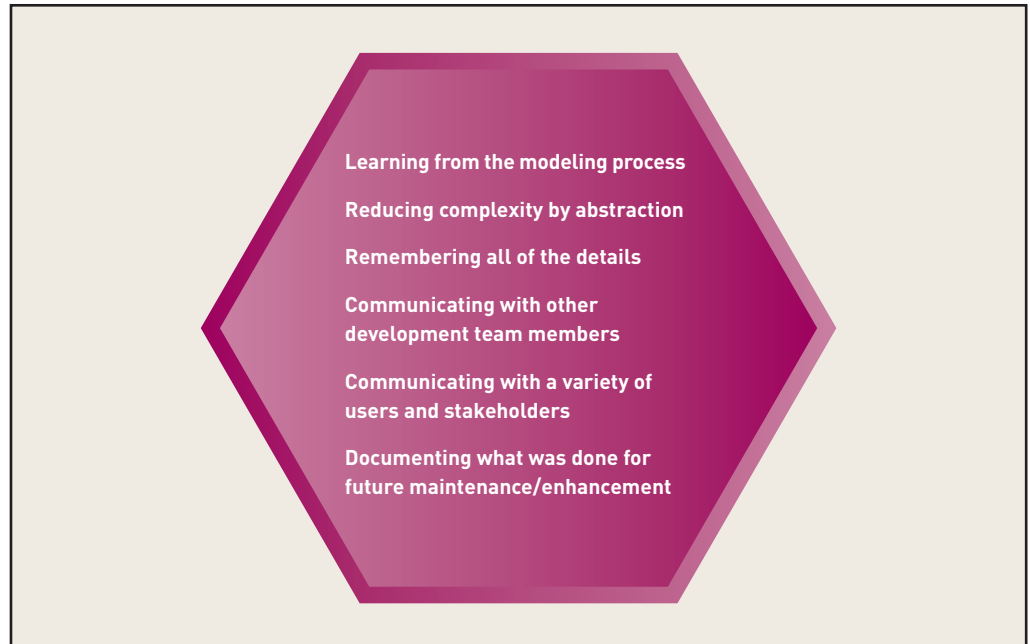 Learning from the modeling process
Reducing complexity by abstraction
Remembering all of the details
Communicating with other
development team members
Communicating with a variety of
users and stakeholders
Documenting what was done for
future maintenance/enhancement